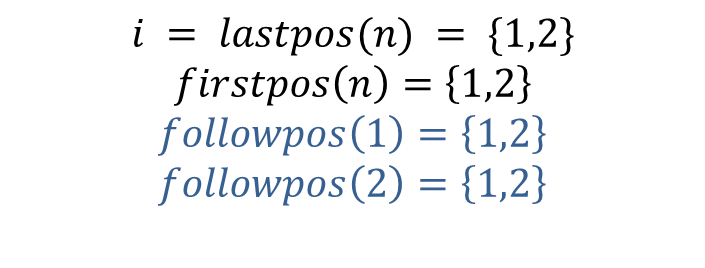 i = lastpos(n) = {1,2}
firstpos(n) = {1,2}
followpos(1) = {1,2}
followpos(2) = {1,2}